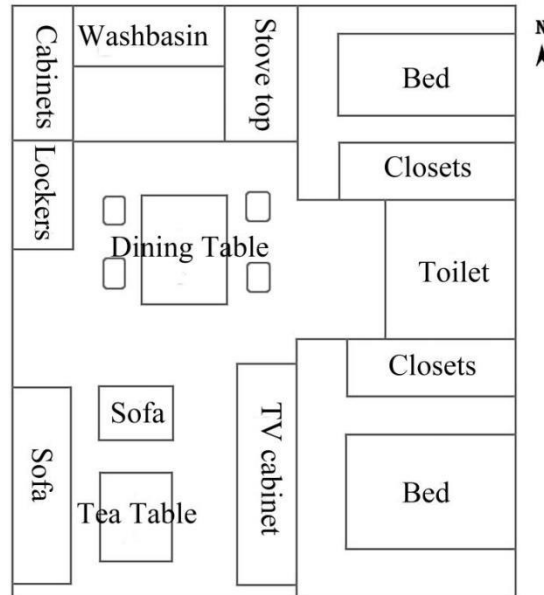 Cabinets
Washbasin
Stove top
Bed
N
Lockers
Closets
Dining Table
Toilet
Closets
Sofa
Sofa
TV cabinet
Tea Table
Bed